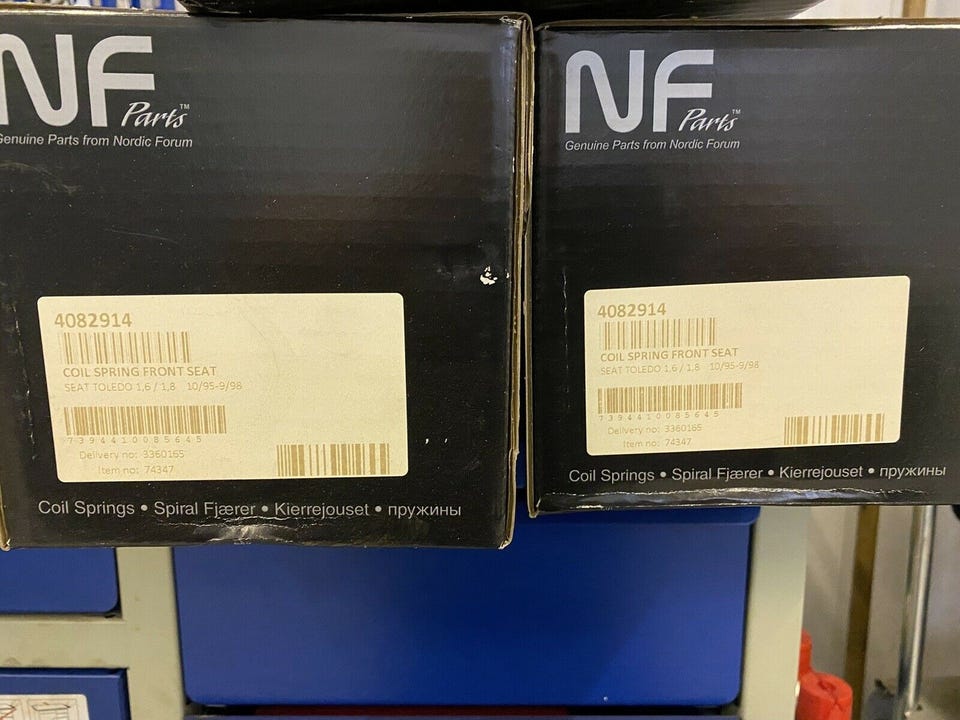 NF
Parts™
Genuine Parts from Nordic Forum
4082914
COIL SPRING FRONT SEAT
SEAT TOLEDO 1,6 / 1,8 10/95-9/98
7394410085645
Delivery no: 3360165
Item no: 74347
Coil Springs • Spiral Fjærer • Kierrejouset • пружины
NF
Parts™
Genuine Parts from Nordic Forum
4082914
COIL SPRING FRONT SEAT
SEAT TOLEDO 1,6 / 1,8 10/95-9/98
7394410085645
Delivery no: 3360165
Item no: 74347
Coil Springs • Spiral Fjærer • Kierrejouset • пружины